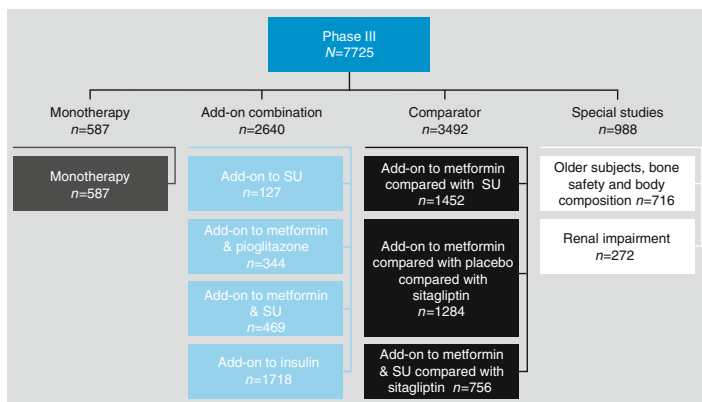 Phase III
N=7725
Monotherapy
n=587
Add-on combination
n=2640
Comparator
n=3492
Special studies
n=988
Monotherapy
n=587
Add-on to SU
n=127
Add-on to metformin
& pioglitazone
n=344
Add-on to metformin
& SU
n=469
Add-on to insulin
n=1718
Add-on to metformin
compared with SU
n=1452
Add-on to metformin
compared with placebo
compared with
sitagliptin
n=1284
Add-on to metformin
& SU compared with
sitagliptin n=756
Older subjects, bone
safety and body
composition n=716
Renal impairment
n=272